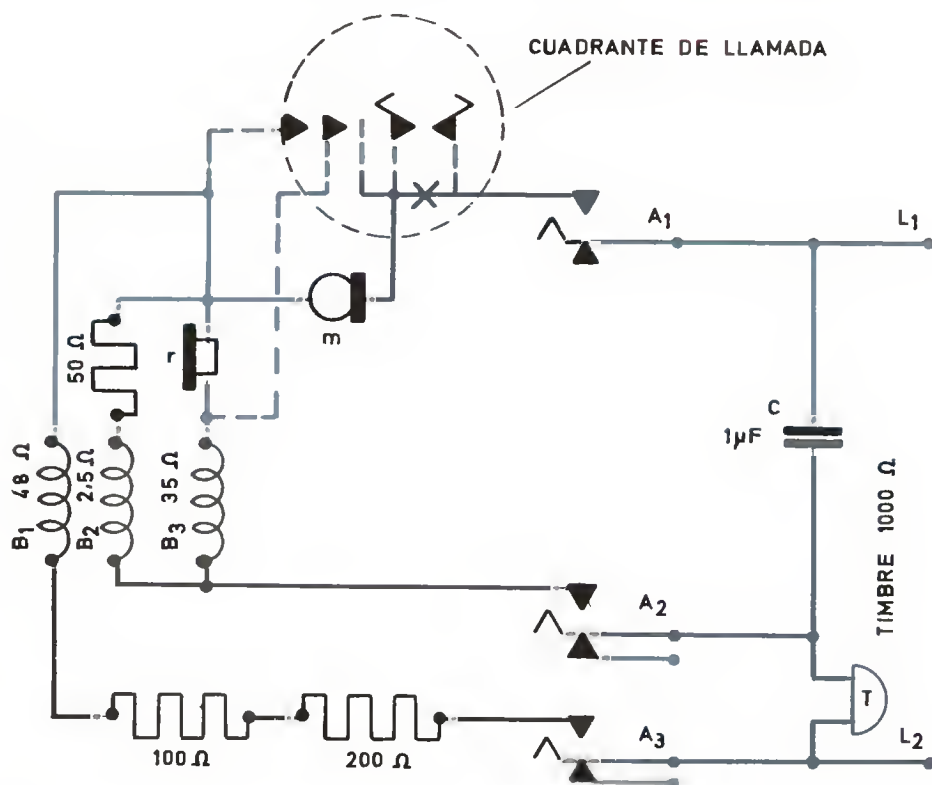 CUADRANTE DE LLAMADA
A₁
L₁
m
50 Ω
r
C
1µF
TIMBRE 1000 Ω
B₁ 48 Ω
B₂ 2,5 Ω
B₃ 35 Ω
A₂
T
A₃
L₂
100 Ω
200 Ω